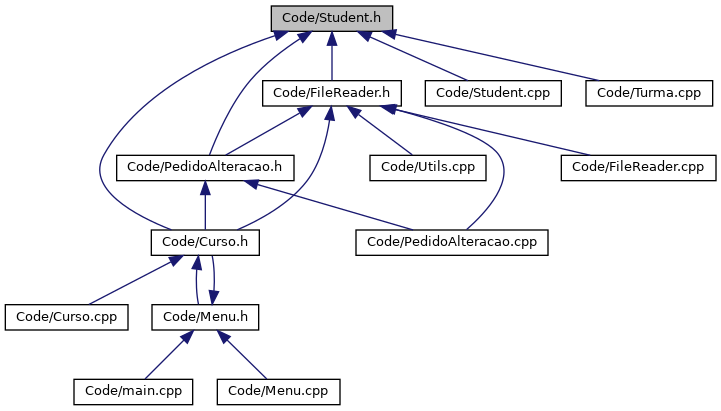 Code/Student.h
Code/FileReader.h
Code/Student.cpp
Code/Turma.cpp
Code/PedidoAlteracao.h
Code/Utils.cpp
Code/FileReader.cpp
Code/Curso.h
Code/PedidoAlteracao.cpp
Code/Curso.cpp
Code/Menu.h
Code/main.cpp
Code/Menu.cpp